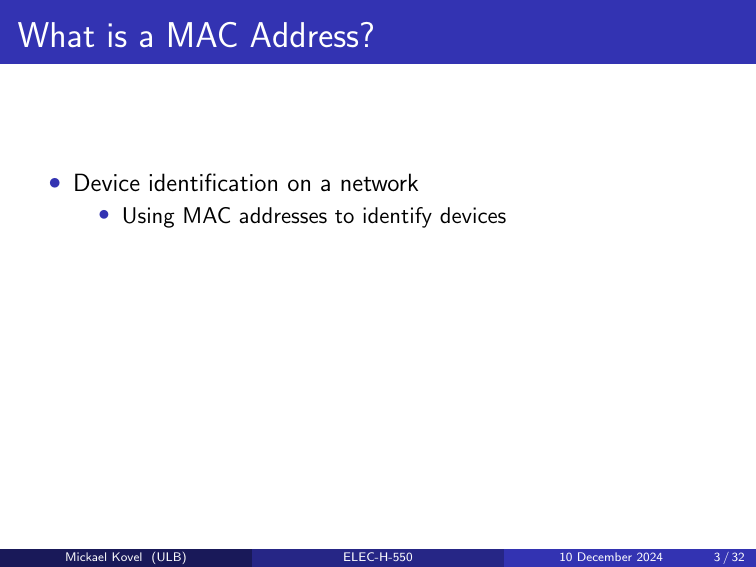 What is a MAC Address?
Device identification on a network
Using MAC addresses to identify devices
Mickael Kovel (ULB)
ELEC-H-550
10 December 2024
3 / 32